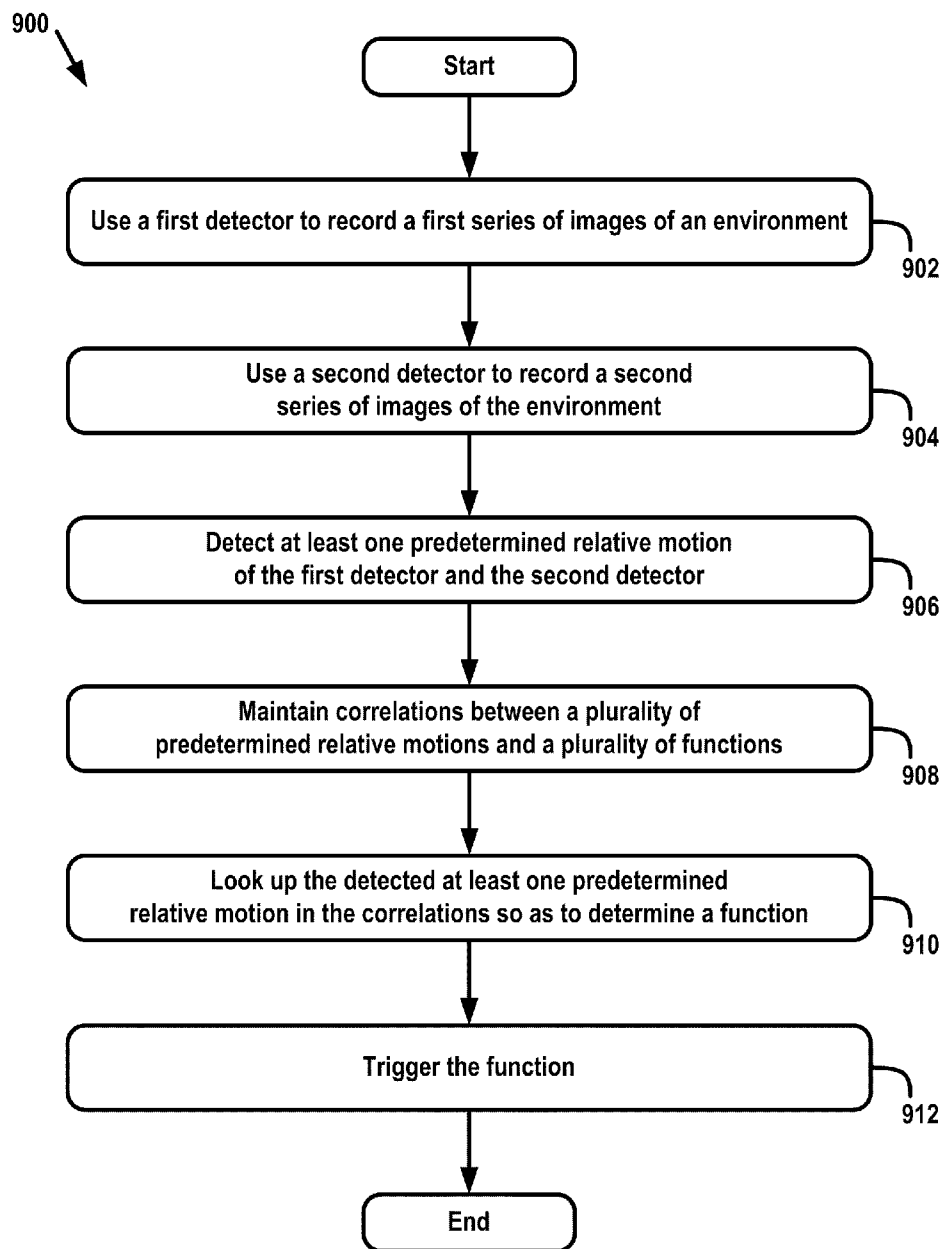 900
Start
Use a first detector to record a first series of images of an environment
902
Use a second detector to record a second
series of images of the environment
904
Detect at least one predetermined relative motion
of the first detector and the second detector
906
Maintain correlations between a plurality of
predetermined relative motions and a plurality of functions
908
Look up the detected at least one predetermined
relative motion in the correlations so as to determine a function
910
Trigger the function
912
End